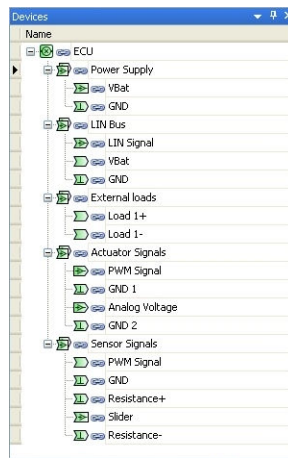 Devices
Name
ECU
Power Supply
VBat
GND
LIN Bus
LIN Signal
VBat
GND
External loads
Load 1+
Load 1-
Actuator Signals
PWM Signal
GND 1
Analog Voltage
GND 2
Sensor Signals
PWM Signal
GND
Resistance+
Slider
Resistance-